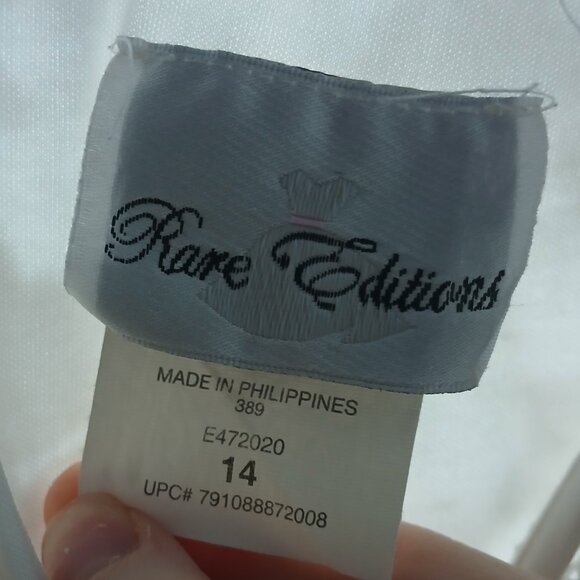 Rare Editions
MADE IN PHILIPPINES
389
E472020
14
UPC# 791088872008